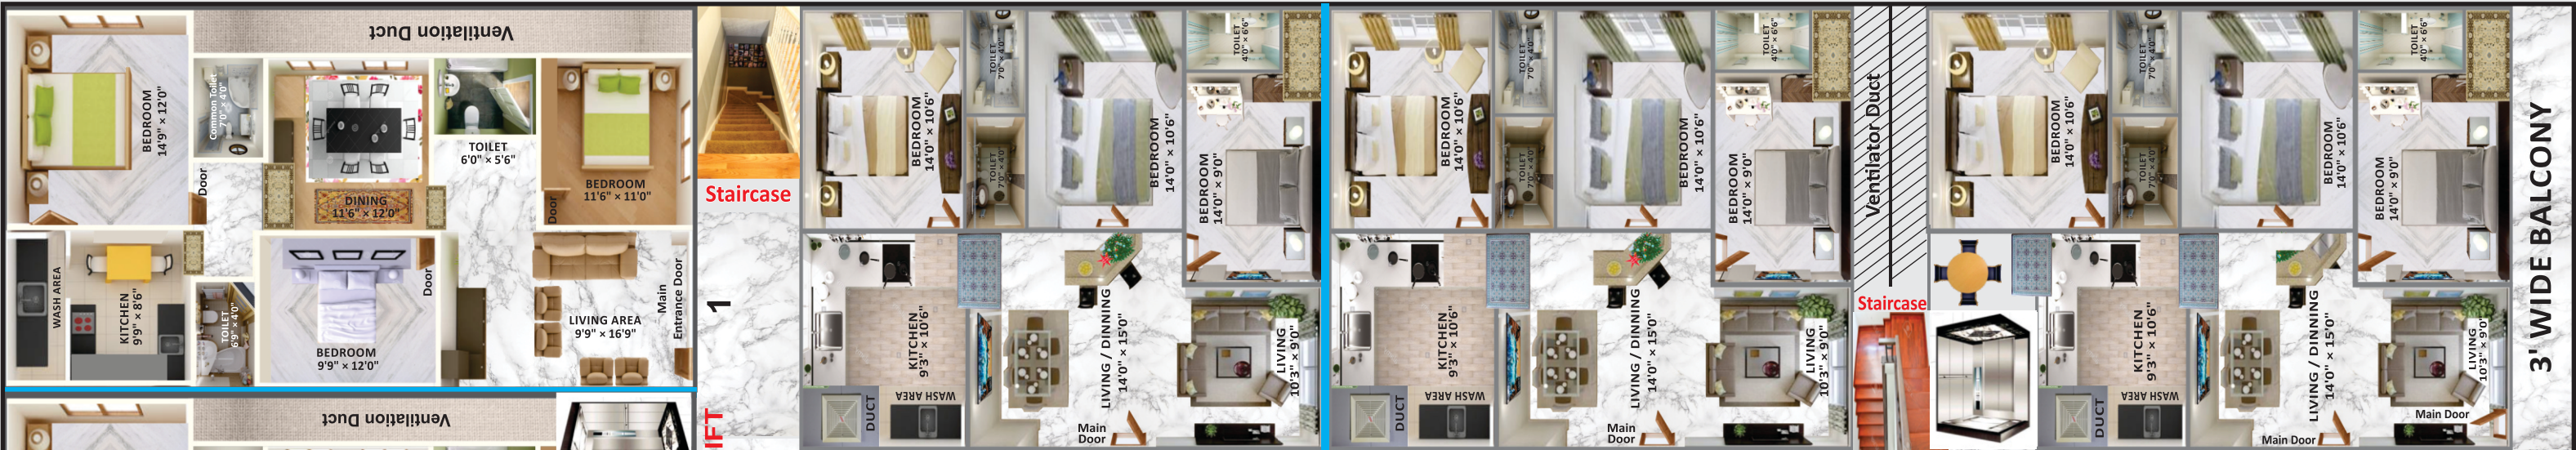 Ventilation Duct
BEDROOM
14'9" × 12'0"
Common Toilet
7'0" × 4'0"
Door
DINING
11'6" × 12'0"
TOILET
6'0" × 5'6"
BEDROOM
11'6" × 11'0"
Door
WASH AREA
KITCHEN
9'9" × 8'6"
TOILET
6'9" × 4'0"
BEDROOM
9'9" × 12'0"
Door
LIVING AREA
9'9" × 16'9"
Main
Entrance Door
Ventilation Duct
Staircase
1
IFT
BEDROOM
14'0" × 10'6"
TOILET
7'0" × 4'0"
TOILET
7'0" × 4'0"
BEDROOM
14'0" × 10'6"
TOILET
4'0" × 6'6"
BEDROOM
14'0" × 9'0"
KITCHEN
9'3" × 10'6"
DUCT
WASH AREA
LIVING / DINNING
14'0" × 15'0"
Main
Door
LIVING
10'3" × 9'0"
BEDROOM
14'0" × 10'6"
TOILET
7'0" × 4'0"
TOILET
7'0" × 4'0"
BEDROOM
14'0" × 10'6"
TOILET
4'0" × 6'6"
BEDROOM
14'0" × 9'0"
KITCHEN
9'3" × 10'6"
DUCT
WASH AREA
LIVING / DINNING
14'0" × 15'0"
Main
Door
LIVING
10'3" × 9'0"
Ventilator Duct
Staircase
BEDROOM
14'0" × 10'6"
TOILET
7'0" × 4'0"
TOILET
7'0" × 4'0"
BEDROOM
14'0" × 10'6"
TOILET
4'0" × 6'6"
BEDROOM
14'0" × 9'0"
KITCHEN
9'3" × 10'6"
DUCT
WASH AREA
LIVING / DINNING
14'0" × 15'0"
Main Door
LIVING
10'3" × 9'0"
Main Door
3' WIDE BALCONY